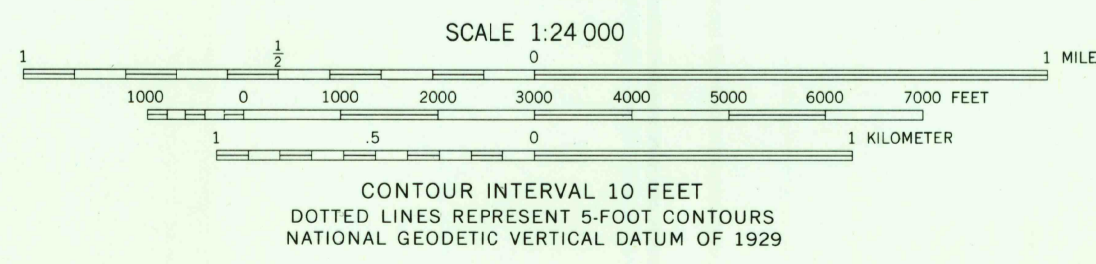 SCALE 1:24 000
1 1/2 0 1 MILE
1000 0 1000 2000 3000 4000 5000 6000 7000 FEET
1 .5 0 1 KILOMETER
CONTOUR INTERVAL 10 FEET
DOTTED LINES REPRESENT 5-FOOT CONTOURS
NATIONAL GEODETIC VERTICAL DATUM OF 1929